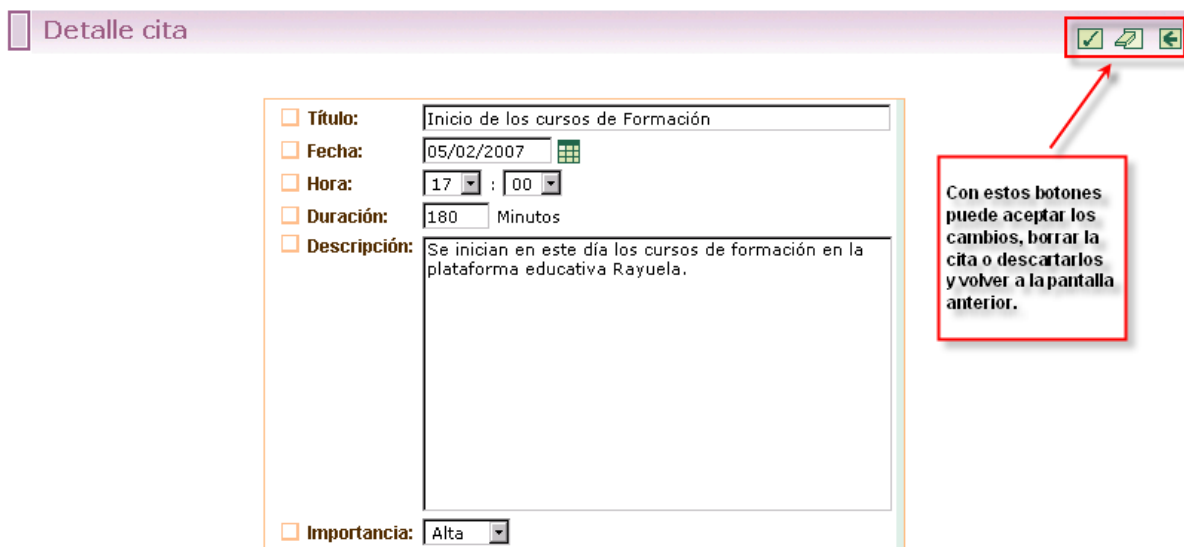 Detalle cita
Título: Inicio de los cursos de Formación
Fecha: 05/02/2007
Hora: 17 : 00
Duración: 180 Minutos
Descripción: Se inician en este día los cursos de formación en la
plataforma educativa Rayuela.
Importancia: Alta
Con estos botones
puede aceptar los
cambios, borrar la
cita o descartarlos
y volver a la pantalla
anterior.